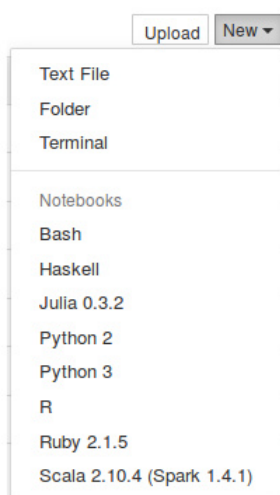 Upload New
Text File
Folder
Terminal
Notebooks
Bash
Haskell
Julia 0.3.2
Python 2
Python 3
R
Ruby 2.1.5
Scala 2.10.4 (Spark 1.4.1)